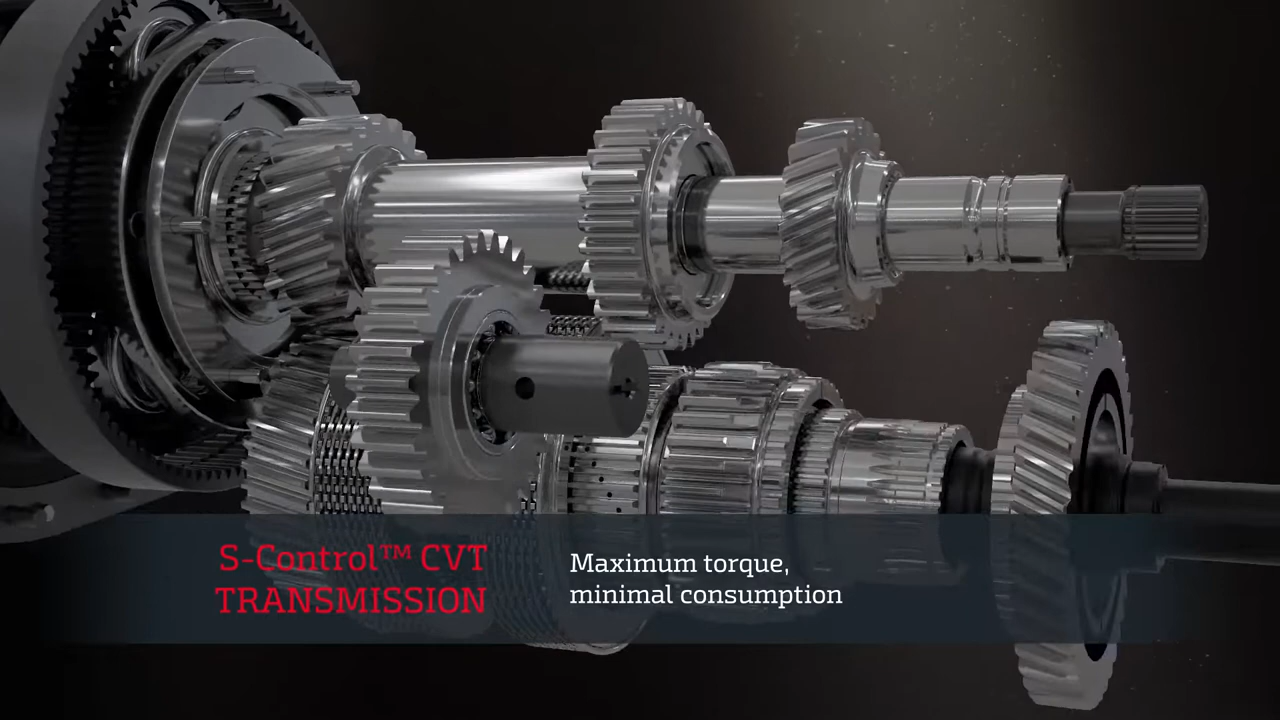 S-Control™ CVT
TRANSMISSION
Maximum torque,
minimal consumption